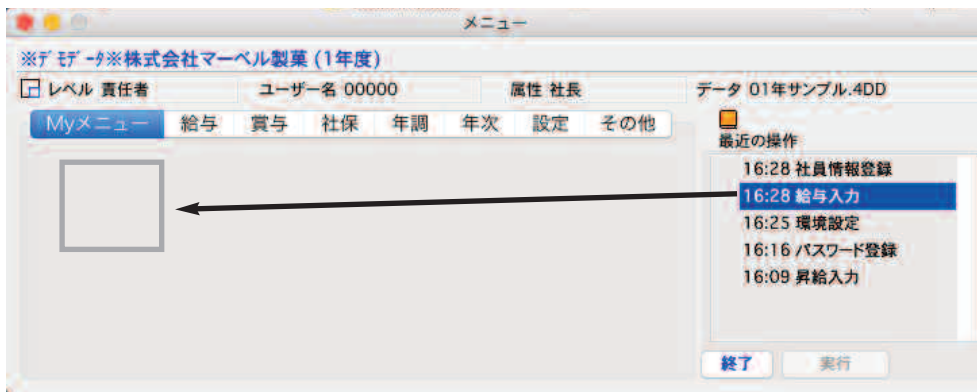 メニュー
※ﾃﾞﾓﾃﾞｰﾀ※株式会社マーベル製菓 (1年度)
レベル 責任者 ユーザー名 00000 属性 社長 データ 01年サンプル.4DD
Myメニュー 給与 賞与 社保 年調 年次 設定 その他
最近の操作
16:28 社員情報登録
16:28 給与入力
16:25 環境設定
16:16 パスワード登録
16:09 昇給入力
終了 実行